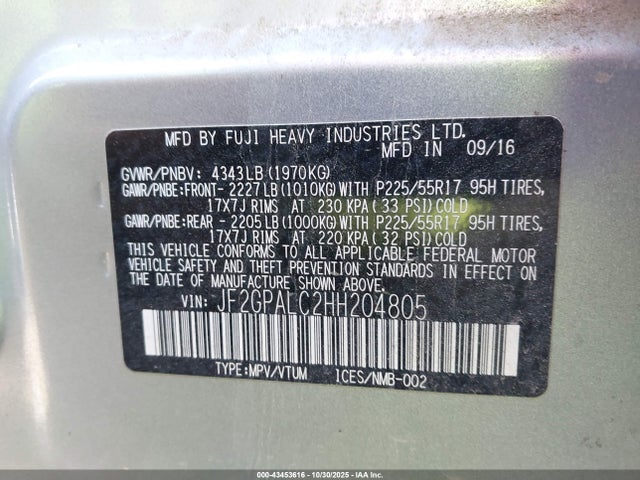 MFD BY FUJI HEAVY INDUSTRIES LTD.
MFD IN 09/16
GVWR/PNBV: 4343LB(1970KG)
GAWR/PNBE:FRONT- 2227LB(1010KG)WITH P225/55R17 95H TIRES,
17X7J RIMS AT 230 KPA( 33 PSI)COLD
GAWR/PNBE:REAR - 2205LB(1000KG)WITH P225/55R17 95H TIRES,
17X7J RIMS AT 220 KPA( 32 PSI)COLD
THIS VEHICLE CONFORMS TO ALL APPLICABLE FEDERAL MOTOR
VEHICLE SAFETY AND THEFT PREVENTION STANDARDS IN EFFECT ON
THE DATE OF MANUFACTURE SHOWN ABOVE.
VIN: JF2GPALC2HH204805
TYPE:MPV/VTUM ICES/NMB-002
000-43453616 - 10/30/2025 - IAA Inc.